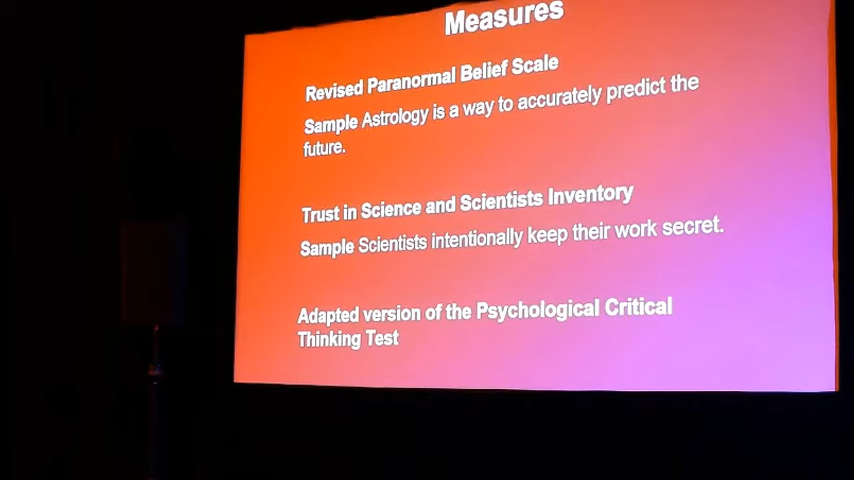 Measures
Revised Paranormal Belief Scale
Sample Astrology is a way to accurately predict the
future.
Trust in Science and Scientists Inventory
Sample Scientists intentionally keep their work secret.
Adapted version of the Psychological Critical
Thinking Test